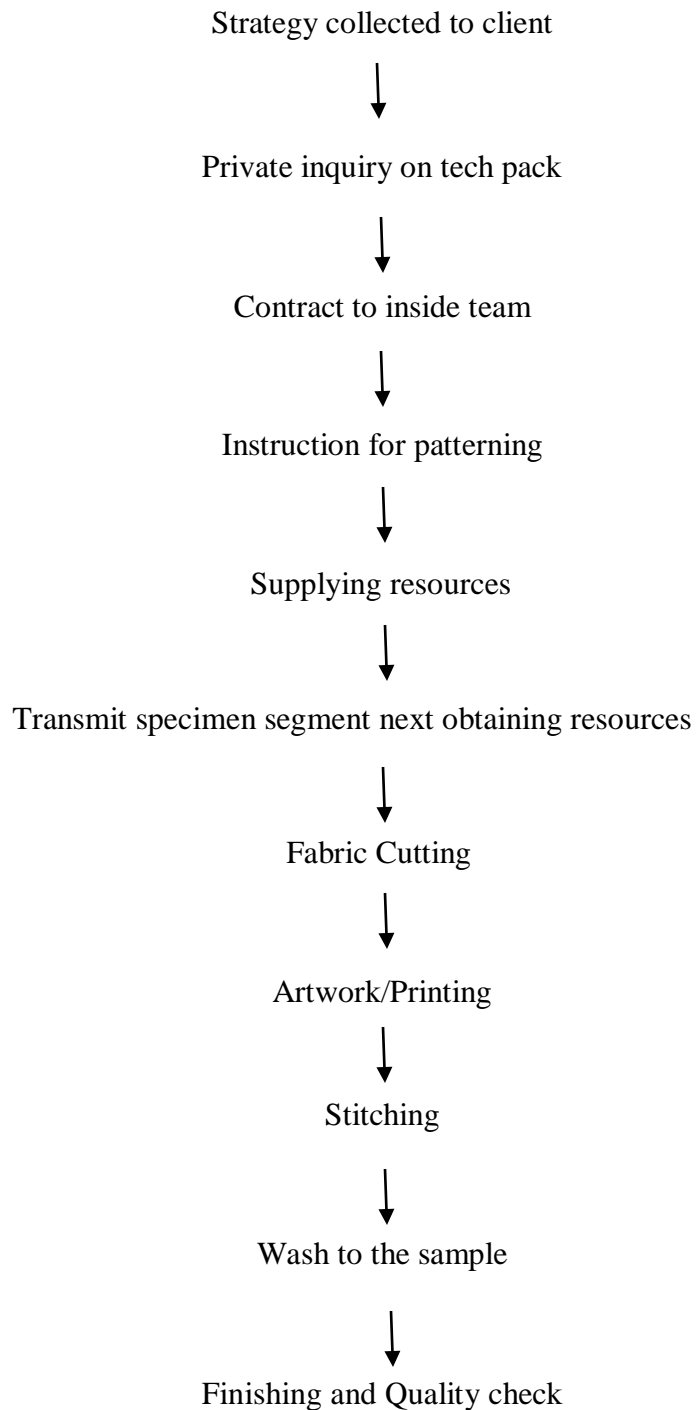 Strategy collected to client
Private inquiry on tech pack
Contract to inside team
Instruction for patterning
Supplying resources
Transmit specimen segment next obtaining resources
Fabric Cutting
Artwork/Printing
Stitching
Wash to the sample
Finishing and Quality check